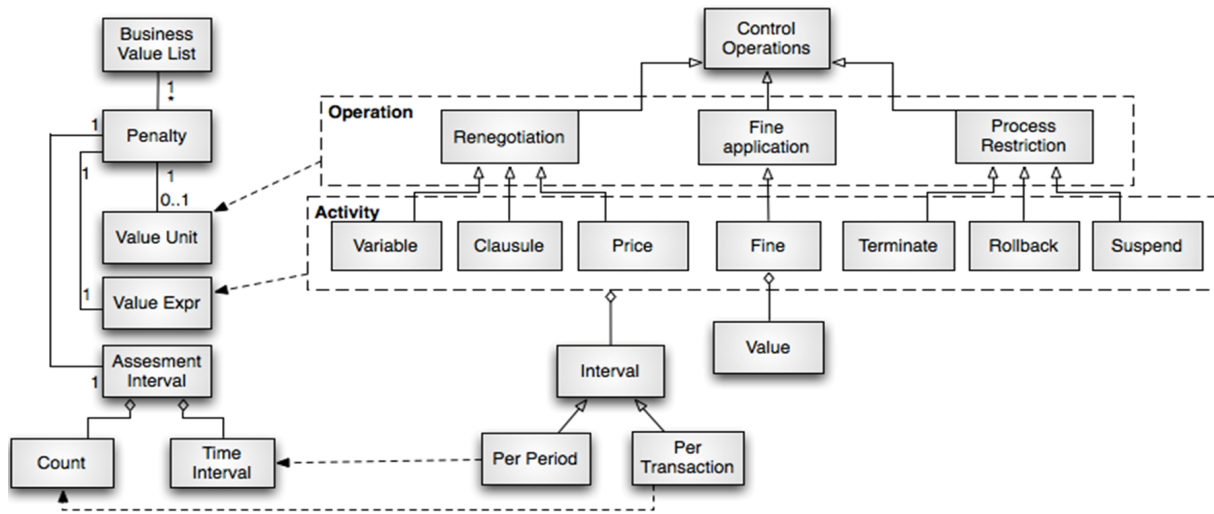 Business
Value List
1
*
Penalty
1
1
1
0..1
Value Unit
1
Value Expr
Assesment
Interval
1
Count
Time
Interval
Control
Operations
Operation
Renegotiation
Fine
application
Process
Restriction
Activity
Variable
Clausule
Price
Fine
Terminate
Rollback
Suspend
Value
Interval
Per Period
Per
Transaction